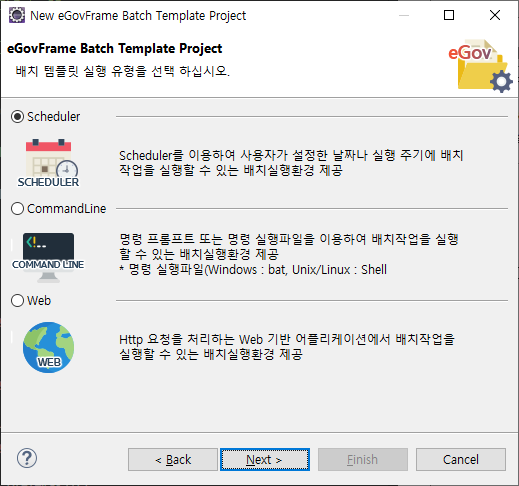 New eGovFrame Batch Template Project
eGovFrame Batch Template Project
배치 템플릿 실행 유형을 선택 하십시오.
eGov
Scheduler
SCHEDULER
Scheduler를 이용하여 사용자가 설정한 날짜나 실행 주기에 배치
작업을 실행할 수 있는 배치실행환경 제공
CommandLine
<!..
COMMAND LINE
명령 프롬프트 또는 명령 실행파일을 이용하여 배치작업을 실행
할 수 있는 배치실행환경 제공
* 명령 실행파일(Windows : bat, Unix/Linux : Shell
Web
WEB
Http 요청을 처리하는 Web 기반 어플리케이션에서 배치작업을
실행할 수 있는 배치실행환경 제공
?
< Back
Next >
Finish
Cancel